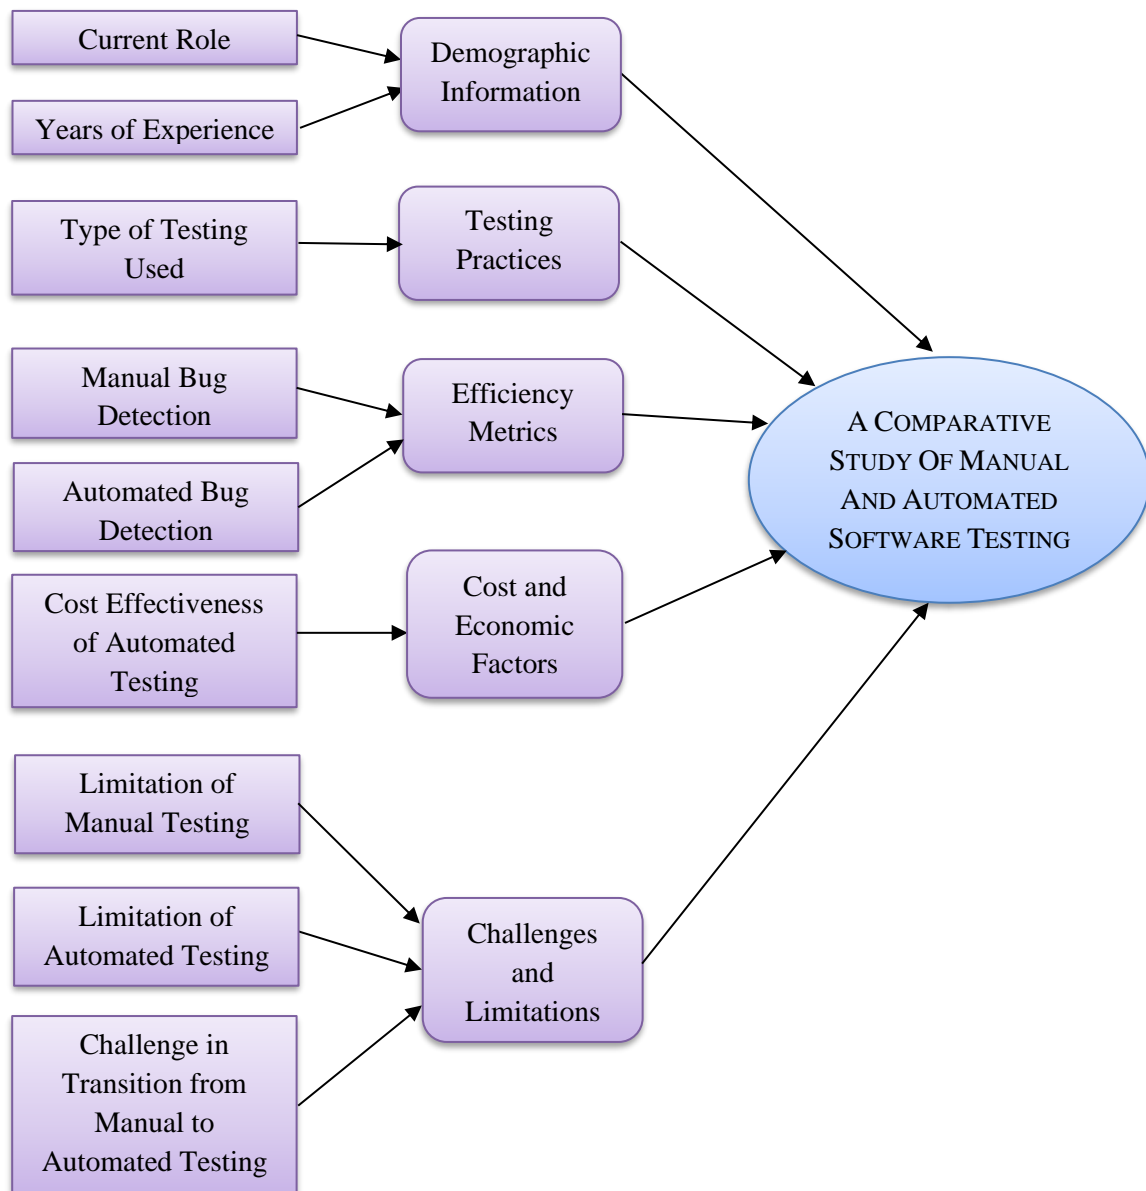 Current Role
Years of Experience
Type of Testing
Used
Manual Bug
Detection
Automated Bug
Detection
Cost Effectiveness
of Automated
Testing
Limitation of
Manual Testing
Limitation of
Automated Testing
Challenge in
Transition from
Manual to
Automated Testing
Demographic
Information
Testing
Practices
Efficiency
Metrics
Cost and
Economic
Factors
Challenges
and
Limitations
A COMPARATIVE
STUDY OF MANUAL
AND AUTOMATED
SOFTWARE TESTING